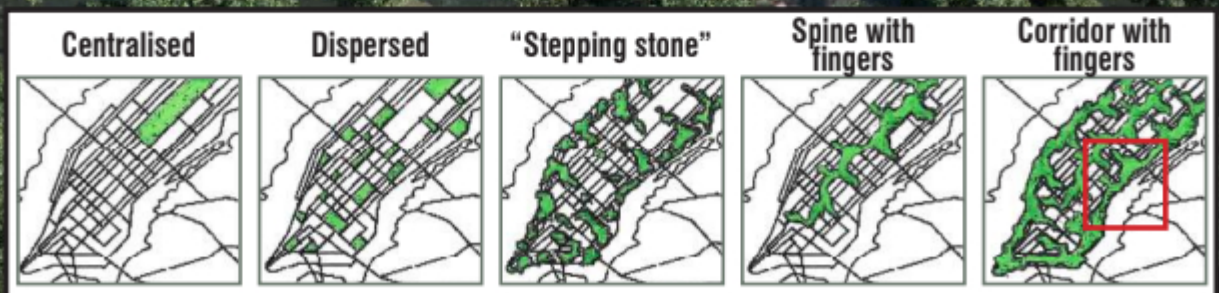 Centralised
Dispersed
“Stepping stone”
Spine with
fingers
Corridor with
fingers